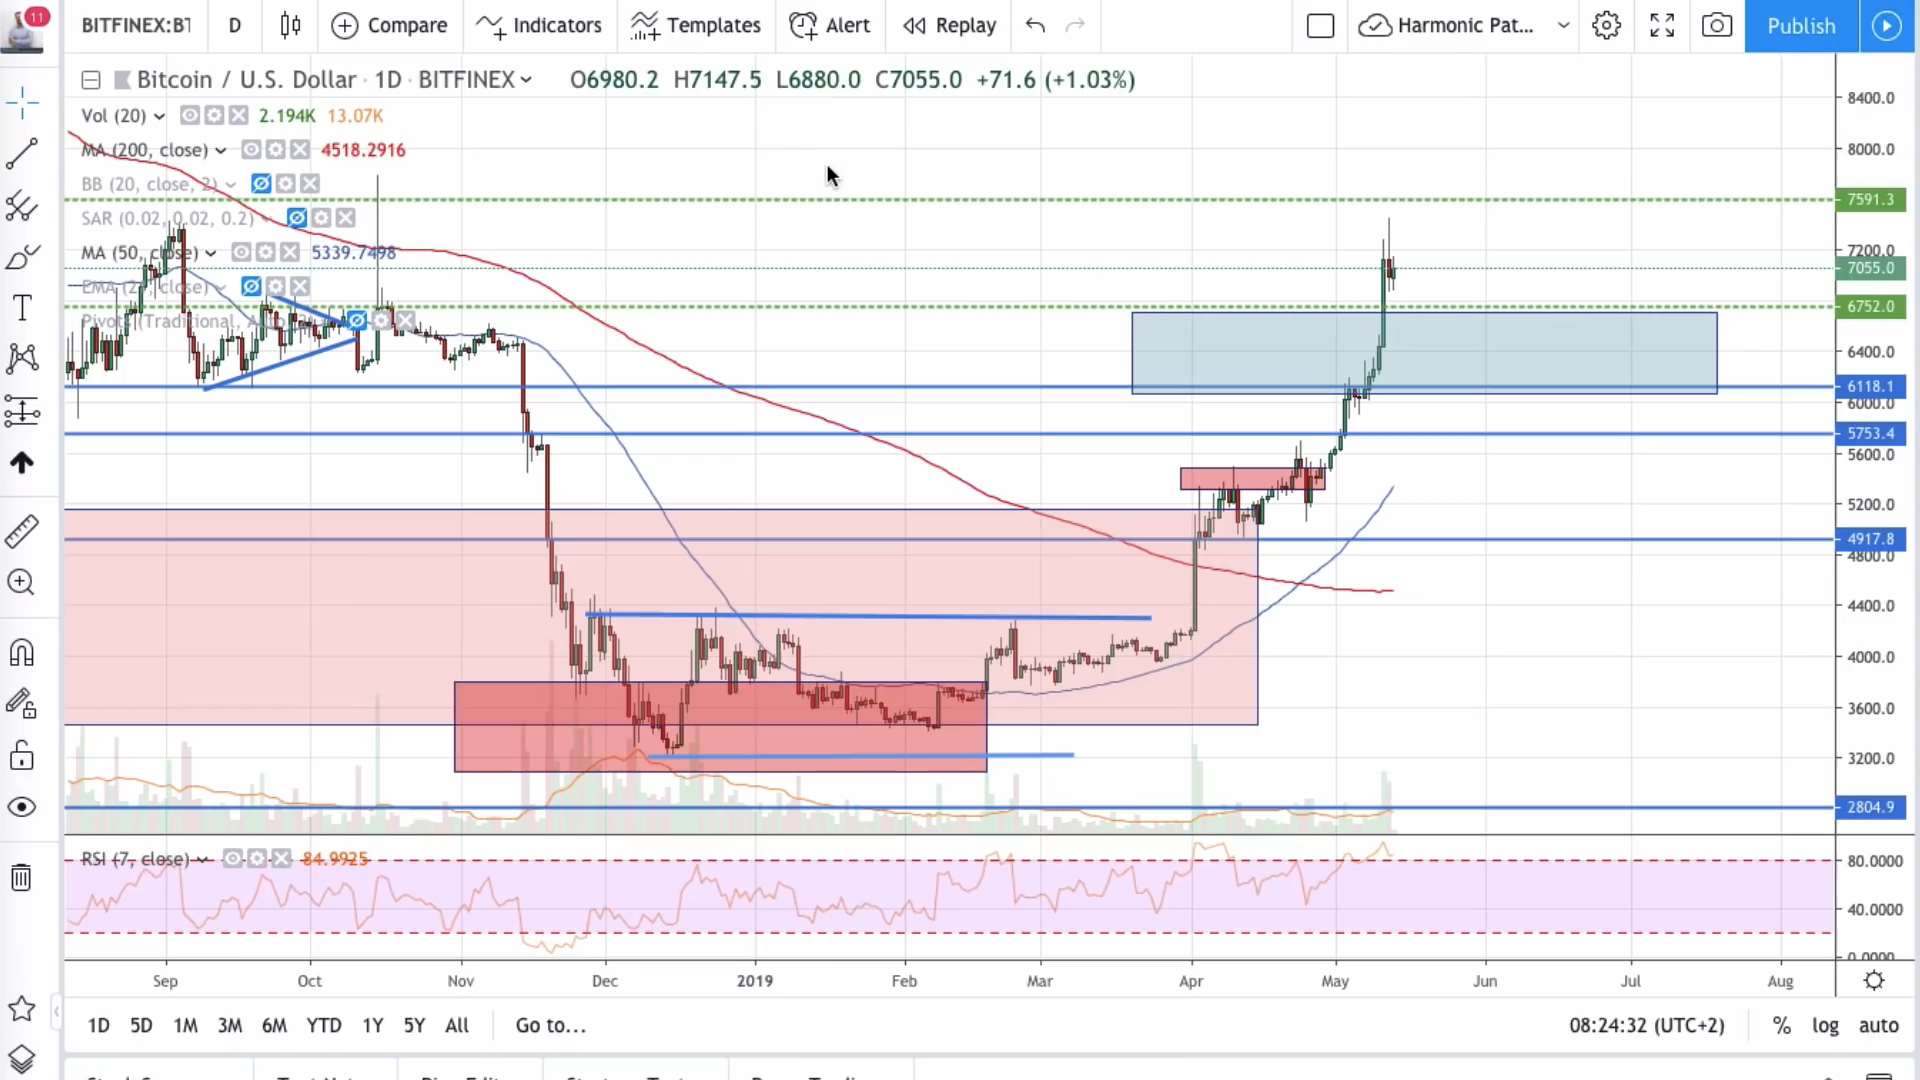 11
BITFINEX:BT
D
Compare
Indicators
Templates
Alert
Replay
Harmonic Pat...
Publish
Bitcoin / U.S. Dollar · 1D · BITFINEX O6980.2 H7147.5 L6880.0 C7055.0 +71.6 (+1.03%)
Vol (20) 2.194K 13.07K
MA (200, close) 4518.2916
BB (20, close, 2)
SAR (0.02, 0.02, 0.2)
MA (50, close) 5339.7498
8400.0
8000.0
7591.3
7200.0
7055.0
6752.0
6400.0
6118.1
6000.0
5753.4
5600.0
5200.0
4917.8
4800.0
4400.0
4000.0
3600.0
3200.0
2804.9
RSI (7, close) 84.9925
80.0000
40.0000
0.0000
Sep Oct Nov Dec 2019 Feb Mar Apr May Jun Jul Aug
1D 5D 1M 3M 6M YTD 1Y 5Y All Go to... 08:24:32 (UTC+2) % log auto